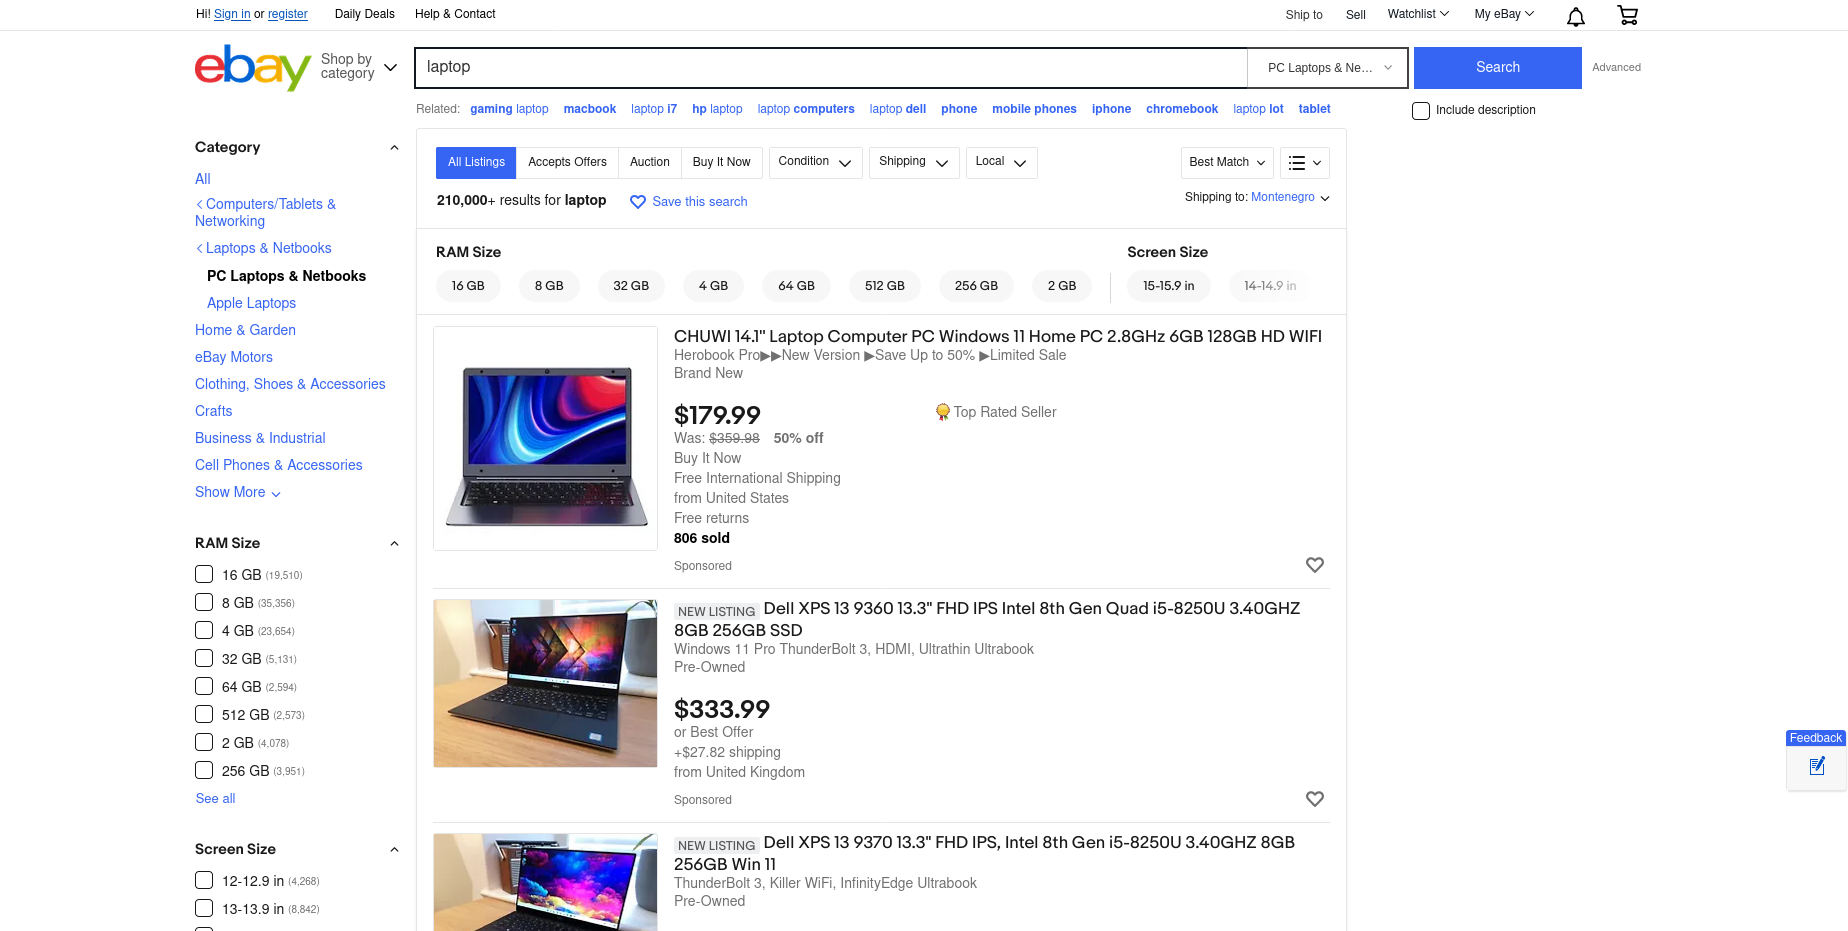 Hi! Sign in or register
Daily Deals
Help & Contact
Ship to
Sell
Watchlist
My eBay
ebay
Shop by
category
laptop
PC Laptops & Ne...
Search
Advanced
Related: gaming laptop macbook laptop i7 hp laptop laptop computers laptop dell phone mobile phones iphone chromebook laptop lot tablet
Include description
Category
All
Computers/Tablets &
Networking
Laptops & Netbooks
PC Laptops & Netbooks
Apple Laptops
Home & Garden
eBay Motors
Clothing, Shoes & Accessories
Crafts
Business & Industrial
Cell Phones & Accessories
Show More
RAM Size
16 GB (19,510)
8 GB (35,356)
4 GB (23,654)
32 GB (5,131)
64 GB (2,594)
512 GB (2,573)
2 GB (4,078)
256 GB (3,951)
See all
Screen Size
12-12.9 in (4,268)
13-13.9 in (8,842)
All Listings
Accepts Offers
Auction
Buy It Now
Condition
Shipping
Local
Best Match
210,000+ results for laptop
Save this search
Shipping to: Montenegro
RAM Size
16 GB
8 GB
32 GB
4 GB
64 GB
512 GB
256 GB
2 GB
Screen Size
15-15.9 in
14-14.9 in
CHUWI 14.1" Laptop Computer PC Windows 11 Home PC 2.8GHz 6GB 128GB HD WIFI
Herobook Pro▶▶New Version ▶Save Up to 50% ▶Limited Sale
Brand New
$179.99
Top Rated Seller
Was: $359.98 50% off
Buy It Now
Free International Shipping
from United States
Free returns
806 sold
Sponsored
NEW LISTING Dell XPS 13 9360 13.3" FHD IPS Intel 8th Gen Quad i5-8250U 3.40GHZ
8GB 256GB SSD
Windows 11 Pro ThunderBolt 3, HDMI, Ultrathin Ultrabook
Pre-Owned
$333.99
or Best Offer
+$27.82 shipping
from United Kingdom
Sponsored
NEW LISTING Dell XPS 13 9370 13.3" FHD IPS, Intel 8th Gen i5-8250U 3.40GHZ 8GB
256GB Win 11
ThunderBolt 3, Killer WiFi, InfinityEdge Ultrabook
Pre-Owned
Feedback